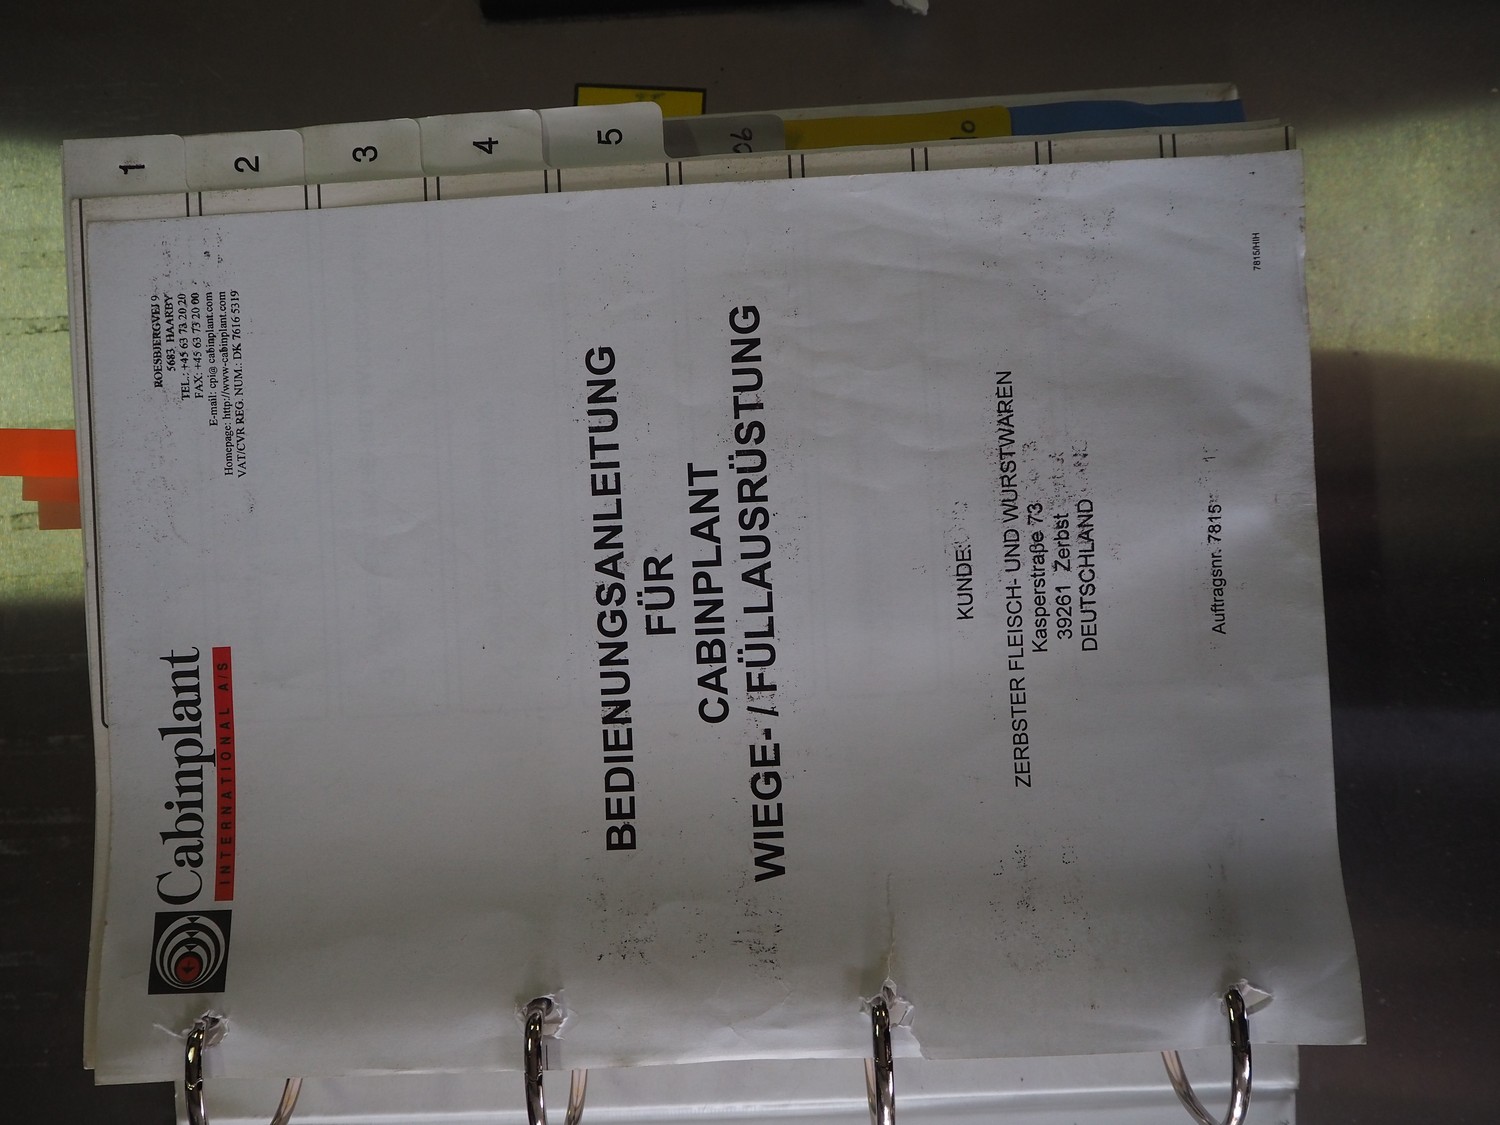 Cabinplant
INTERNATIONAL A/S
ROESBJERGVEJ 9
5683 HAARBY
TEL.: +45 63 73 20 20
FAX: +45 63 73 20 00
E-mail: cpi@cabinplant.com
Homepage: http://www-cabinplant.com
VAT/CVR REG. NUM.: DK 7616 5319
BEDIENUNGSANLEITUNG
FÜR
CABINPLANT
WIEGE- / FÜLLAUSRÜSTUNG
KUNDE:
ZERBSTER FLEISCH- UND WURSTWAREN
Kasperstraße 73
39261 Zerbst
DEUTSCHLAND
Auftragsnr. 7815
7815/HIH
1
2
3
4
5